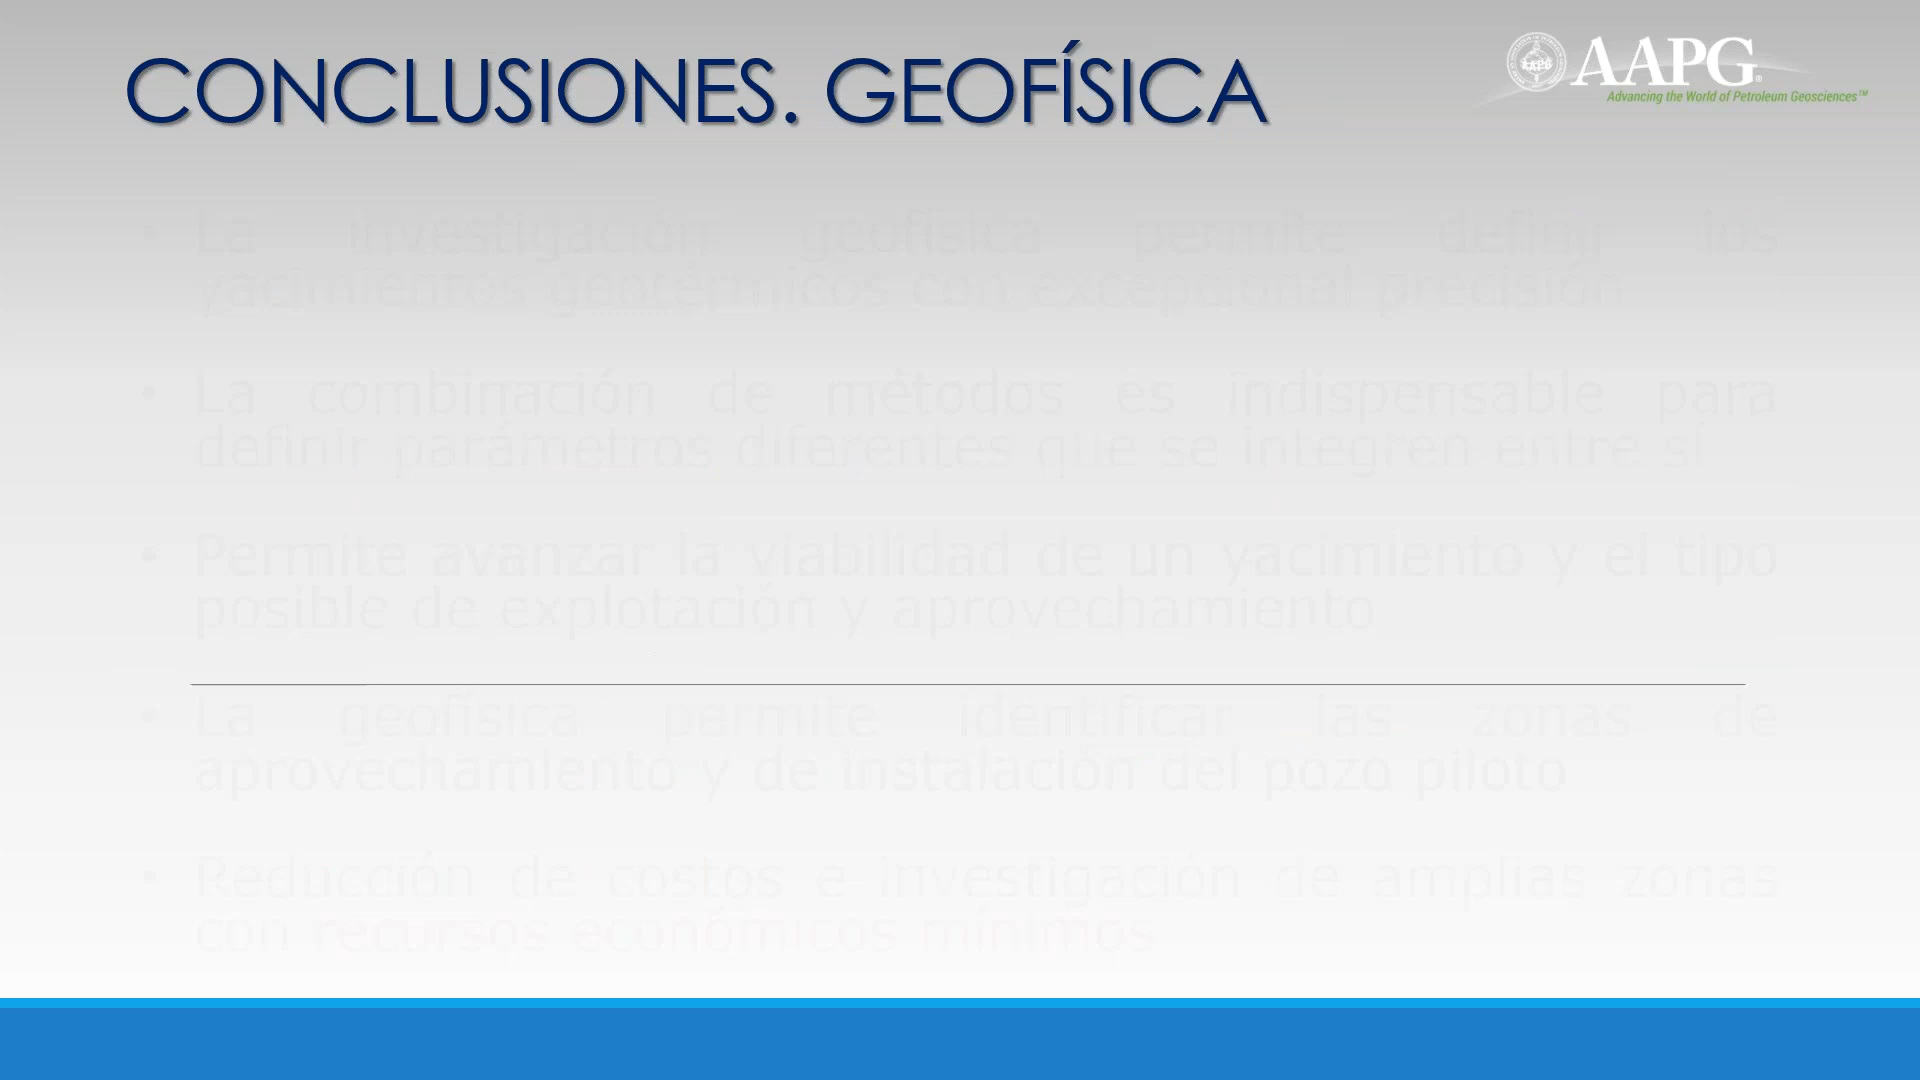 CONCLUSIONES. GEOFÍSICA
AAPG®
Advancing the World of Petroleum Geosciences™
• La investigación geofísica permite definir los
yacimientos geotérmicos con excepcional precisión
• La combinación de métodos es indispensable para
definir parámetros diferentes que se integren entre sí
• Permite avanzar la viabilidad de un yacimiento y el tipo
posible de explotación y aprovechamiento
• La geofísica permite identificar las zonas de
aprovechamiento y de instalación del pozo piloto
• Reducción de costos e investigación de amplias zonas
con recursos económicos mínimos